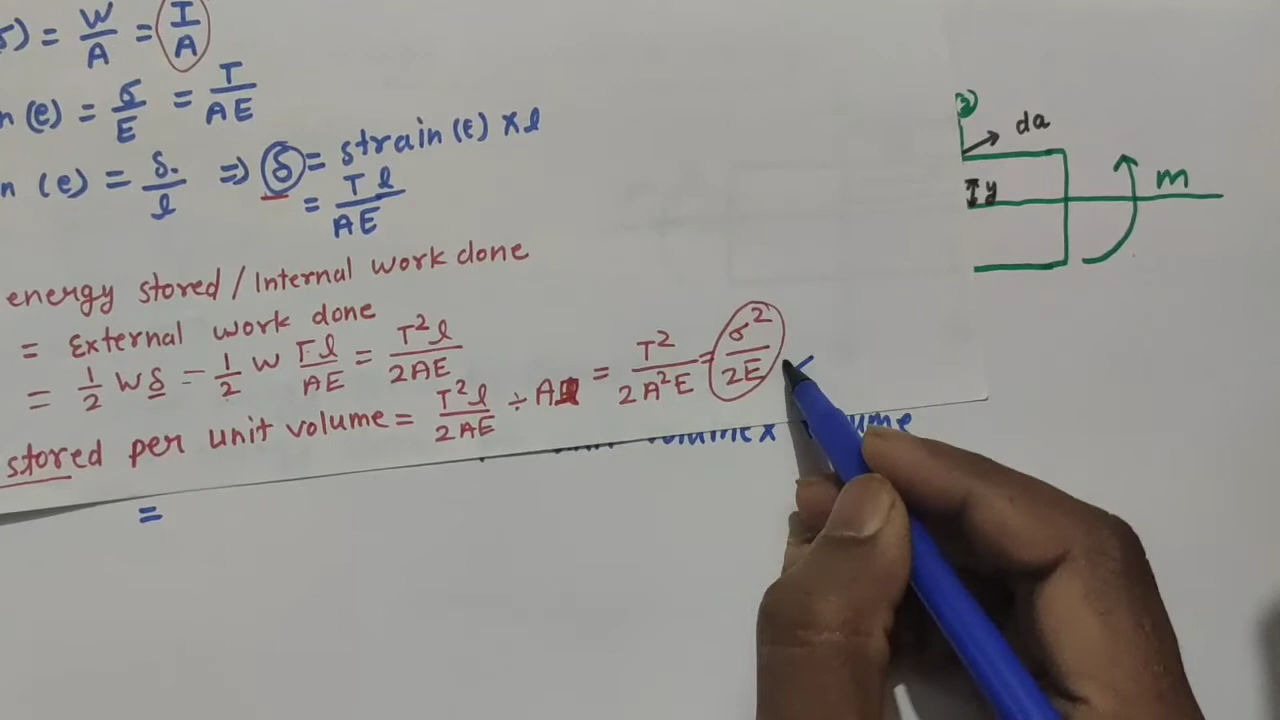 σ) = W/A = I/A
n (e) = σ/E = T/AE
n (e) = δ/l ⇒ δ = strain (ε) × l
= Tl/AE
energy stored / Internal work done
= External work done
= 1/2 Wδ = 1/2 W Tl/AE = T²l/2AE
stored per unit volume = T²l/2AE ÷ Al = T²/2A²E = σ²/2E
volume x
=
da
y
m